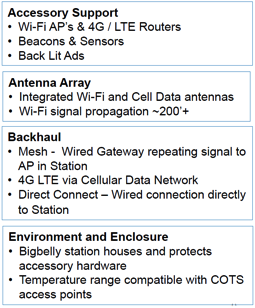 Accessory Support
• Wi-Fi AP's & 4G / LTE Routers
• Beacons & Sensors
• Back Lit Ads
Antenna Array
• Integrated Wi-Fi and Cell Data antennas
• Wi-Fi signal propagation ~200'+
Backhaul
• Mesh - Wired Gateway repeating signal to
AP in Station
• 4G LTE via Cellular Data Network
• Direct Connect – Wired connection directly
to Station
Environment and Enclosure
• Bigbelly station houses and protects
accessory hardware
• Temperature range compatible with COTS
access points